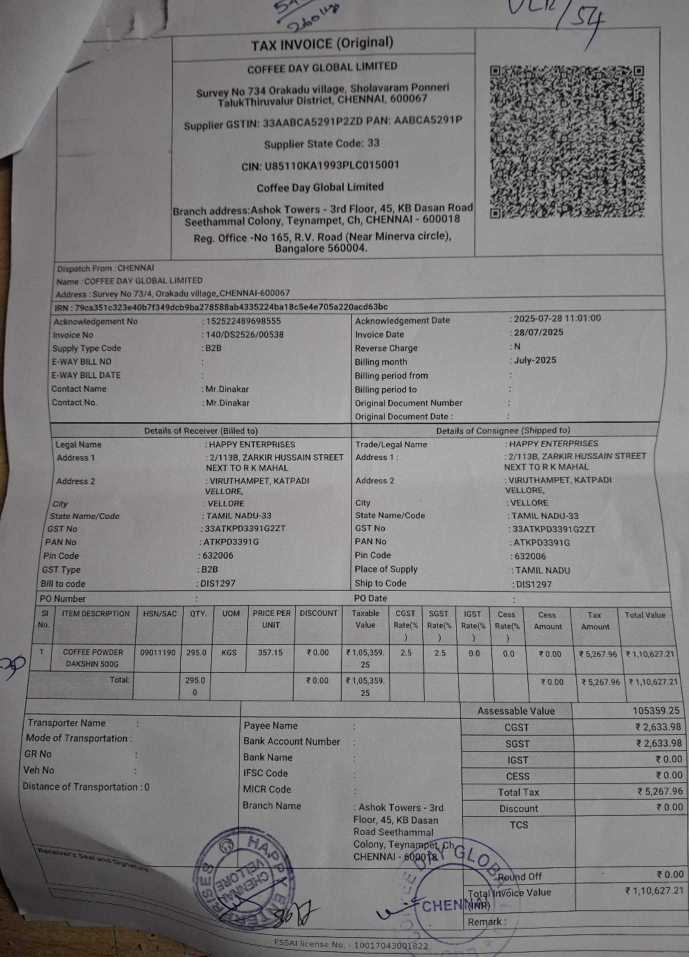 VLR/54
TAX INVOICE (Original)
COFFEE DAY GLOBAL LIMITED
Survey No 734 Orakadu village, Sholavaram Ponneri
TalukThiruvalur District, CHENNAI, 600067
Supplier GSTIN: 33AABCA5291P2ZD PAN: AABCA5291P
Supplier State Code: 33
CIN: U85110KA1993PLC015001
Coffee Day Global Limited
Branch address:Ashok Towers - 3rd Floor, 45, KB Dasan Road
Seethammal Colony, Teynampet, Ch, CHENNAI - 600018
Reg. Office -No 165, R.V. Road (Near Minerva circle),
Bangalore 560004.
Dispatch From :CHENNAI
Name :COFFEE DAY GLOBAL LIMITED
Address : Survey No 73/4, Orakadu village,,CHENNAI-600067
IRN : 79ca351c323e40b7f349dcb9ba278588ab4335224ba18c5e4e705a220acd63bc
Acknowledgement No : 152522489698555 Acknowledgement Date : 2025-07-28 11:01:00
Invoice No : 140/DS2526/00538 Invoice Date : 28/07/2025
Supply Type Code : B2B Reverse Charge : N
E-WAY BILL NO : Billing month : July-2025
E-WAY BILL DATE : Billing period from :
Contact Name : Mr.Dinakar Billing period to :
Contact No. : Mr.Dinakar Original Document Number :
Original Document Date : :
Details of Receiver (Billed to) Details of Consignee (Shipped to)
Legal Name : HAPPY ENTERPRISES Trade/Legal Name : HAPPY ENTERPRISES
Address 1 : 2/113B, ZARKIR HUSSAIN STREET Address 1 : : 2/113B, ZARKIR HUSSAIN STREET
NEXT TO R K MAHAL NEXT TO R K MAHAL
Address 2 : VIRUTHAMPET, KATPADI Address 2 : VIRUTHAMPET, KATPADI
VELLORE, VELLORE,
City : VELLORE City : VELLORE
State Name/Code : TAMIL NADU-33 State Name/Code : TAMIL NADU-33
GST No : 33ATKPD3391G2ZT GST No : 33ATKPD3391G2ZT
PAN No : ATKPD3391G PAN No : ATKPD3391G
Pin Code : 632006 Pin Code : 632006
GST Type : B2B Place of Supply : TAMIL NADU
Bill to code : DIS1297 Ship to Code : DIS1297
PO Number : PO Date :
SI No. ITEM DESCRIPTION HSN/SAC QTY. UOM PRICE PER UNIT DISCOUNT Taxable Value CGST Rate(%) SGST Rate(%) IGST Rate(%) Cess Rate(%) Cess Amount Tax Amount Total Value
1 COFFEE POWDER DAKSHIN 500G 09011190 295.0 KGS 357.15 ₹ 0.00 ₹ 1,05,359.25 2.5 2.5 0.0 0.0 ₹ 0.00 ₹ 5,267.96 ₹ 1,10,627.21
Total: 295.00 ₹ 0.00 ₹ 1,05,359.25 ₹ 0.00 ₹ 5,267.96 ₹ 1,10,627.21
Assessable Value 105359.25
Transporter Name : Payee Name : CGST ₹ 2,633.98
Mode of Transportation : Bank Account Number : SGST ₹ 2,633.98
GR No : Bank Name : IGST ₹ 0.00
Veh No : IFSC Code : CESS ₹ 0.00
Distance of Transportation : 0 MICR Code : Total Tax ₹ 5,267.96
Branch Name : Ashok Towers - 3rd Discount ₹ 0.00
Floor, 45, KB Dasan TCS
Road Seethammal
Colony, Teynampet, Ch,
CHENNAI - 600018
Receiver's Seal and Signature
Round Off ₹ 0.00
Total Invoice Value (INR) ₹ 1,10,627.21
Remark :
HAPPY ENTERPRISES
CHENNAI
VELLORE
CHENNAI
FSSAI license No. - 10017043001822